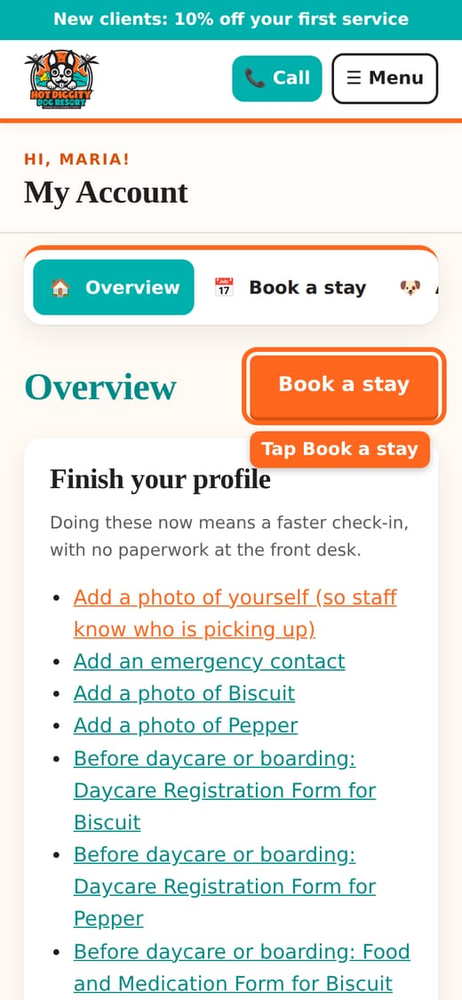 New clients: 10% off your first service
HOT DIGGITY
DOG RESORT
📞 Call
☰ Menu
HI, MARIA!
My Account
🏠 Overview
📅 Book a stay
🐶
Overview
Book a stay
Tap Book a stay
Finish your profile
Doing these now means a faster check-in,
with no paperwork at the front desk.
• Add a photo of yourself (so staff
know who is picking up)
• Add an emergency contact
• Add a photo of Biscuit
• Add a photo of Pepper
• Before daycare or boarding:
Daycare Registration Form for
Biscuit
• Before daycare or boarding:
Daycare Registration Form for
Pepper
• Before daycare or boarding: Food
and Medication Form for Biscuit